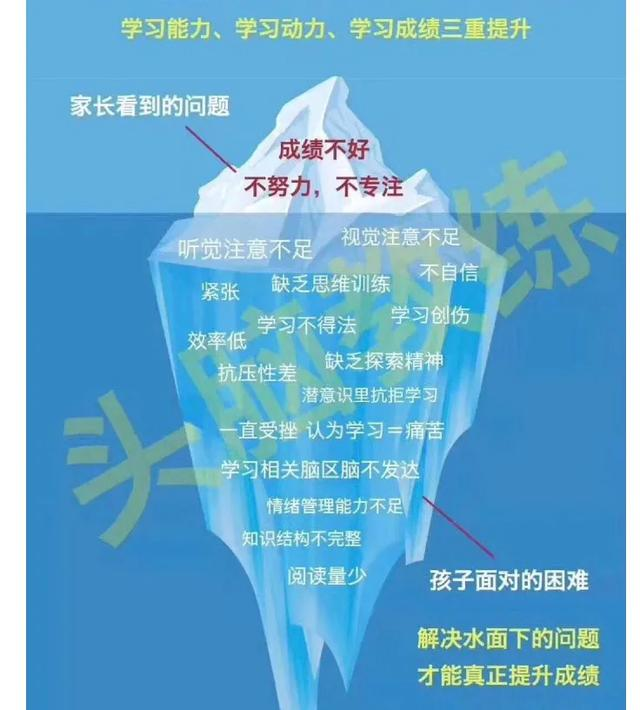 学习能力、学习动力、学习成绩三重提升
家长看到的问题
成绩不好
不努力，不专注
听觉注意不足
视觉注意不足
紧张
缺乏思维训练
不自信
效率低
学习不得法
学习创伤
抗压性差
缺乏探索精神
潜意识里抗拒学习
一直受挫 认为学习＝痛苦
学习相关脑区脑不发达
情绪管理能力不足
知识结构不完整
阅读量少
孩子面对的困难
解决水面下的问题
才能真正提升成绩
头脑教练